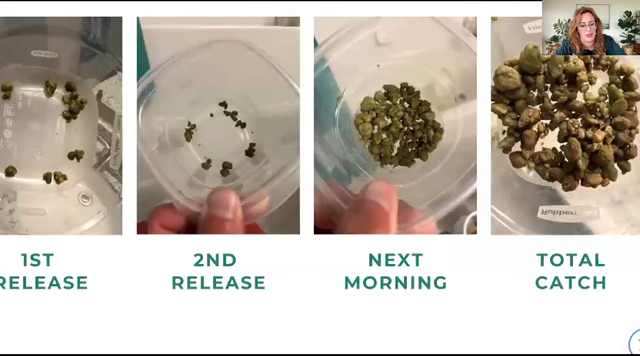 1ST
RELEASE
2ND
RELEASE
NEXT
MORNING
TOTAL
CATCH